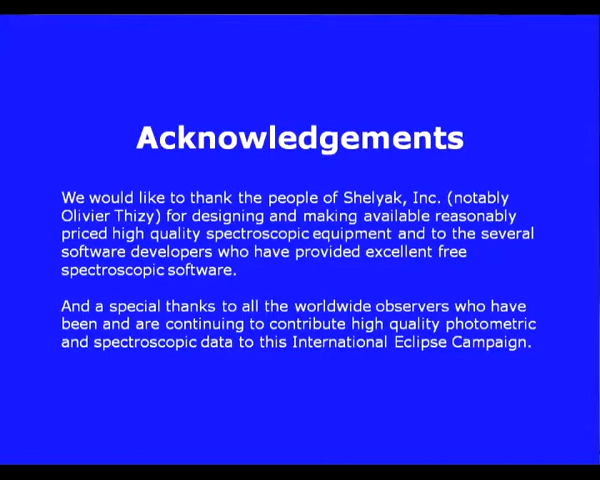 Acknowledgements
We would like to thank the people of Shelyak, Inc. (notably
Olivier Thizy) for designing and making available reasonably
priced high quality spectroscopic equipment and to the several
software developers who have provided excellent free
spectroscopic software.
And a special thanks to all the worldwide observers who have
been and are continuing to contribute high quality photometric
and spectroscopic data to this International Eclipse Campaign.